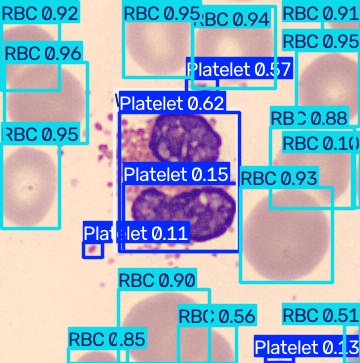 RBC 0.92
RBC 0.95
RBC 0.94
RBC 0.91
RBC 0.96
RBC 0.95
Platelet 0.57
Platelet 0.62
RBC 0.88
RBC 0.95
RBC 0.10
Platelet 0.15
RBC 0.93
Platelet 0.11
RBC 0.90
RBC 0.56
RBC 0.51
RBC 0.85
Platelet 0.13